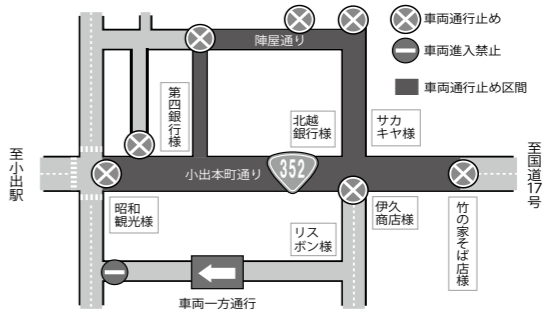 車両通行止め
車両進入禁止
車両通行止め区間
陣屋通り
第四銀行様
北越
銀行様
サカ
キヤ様
至小出駅
小出本町通り
352
至国道17号
昭和
観光様
リス
ボン様
伊久
商店様
竹の家そば店様
車両一方通行